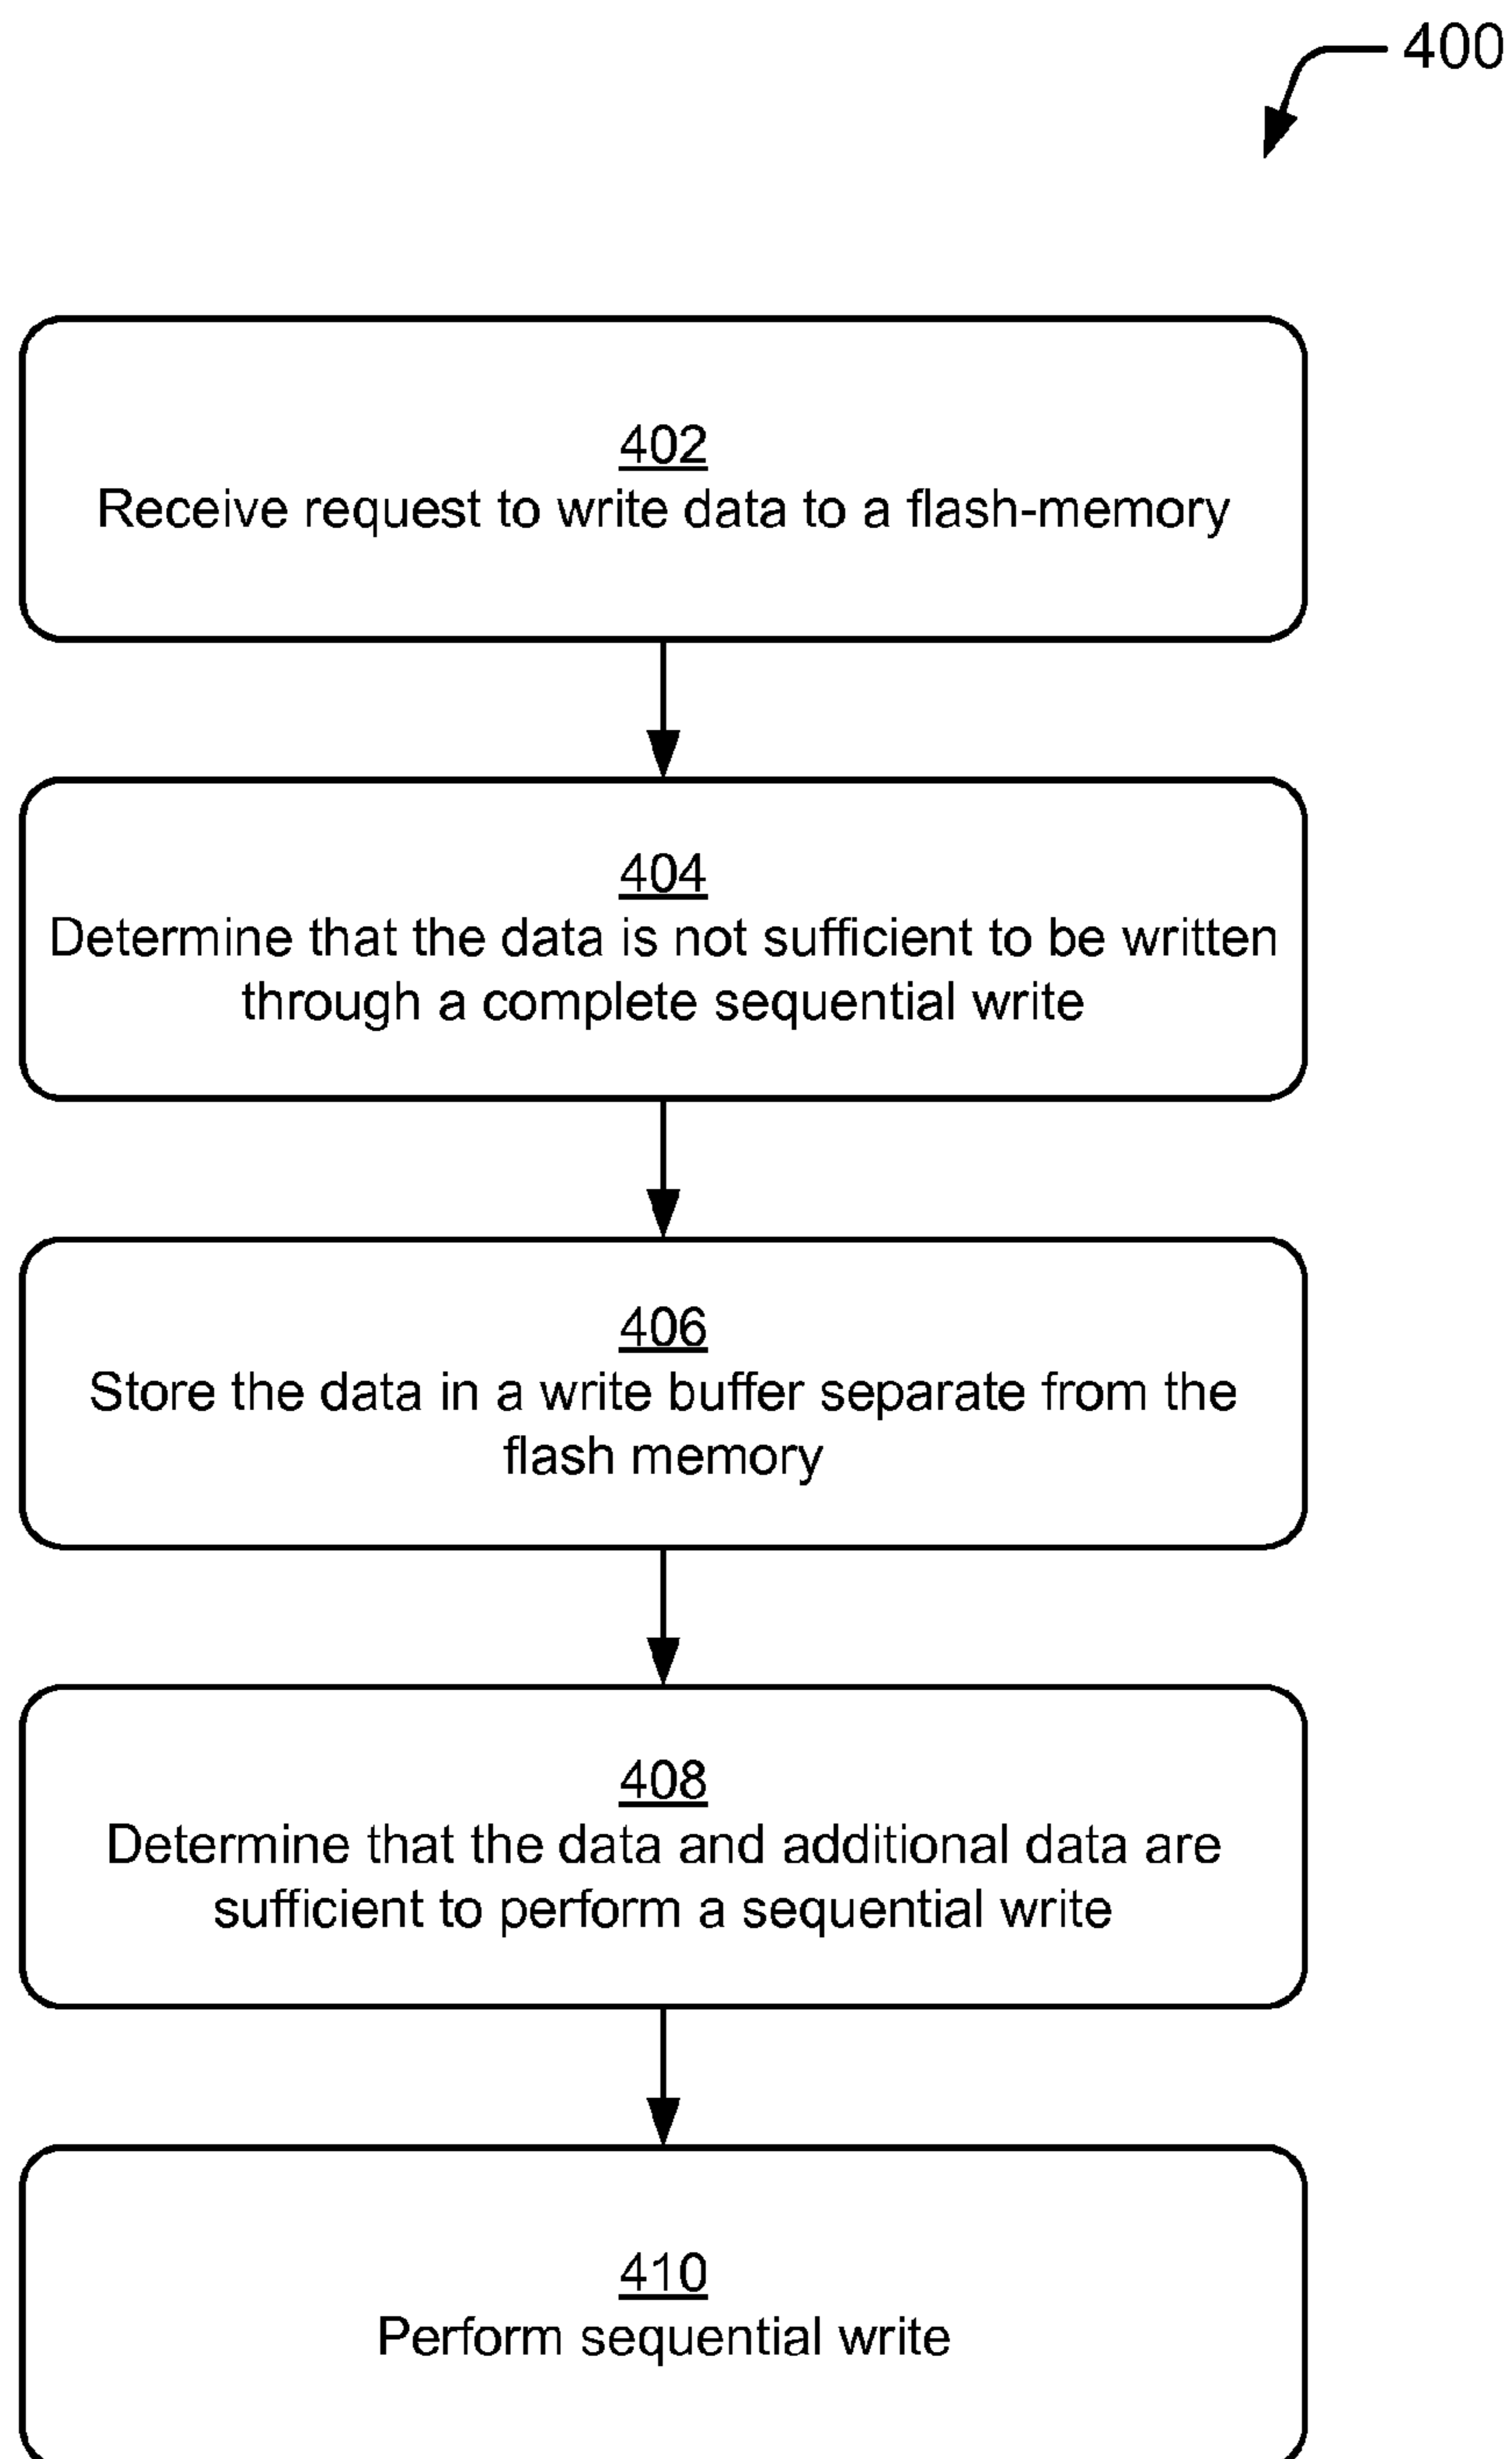 400
402
Receive request to write data to a flash-memory
404
Determine that the data is not sufficient to be written
through a complete sequential write
406
Store the data in a write buffer separate from the
flash memory
408
Determine that the data and additional data are
sufficient to perform a sequential write
410
Perform sequential write